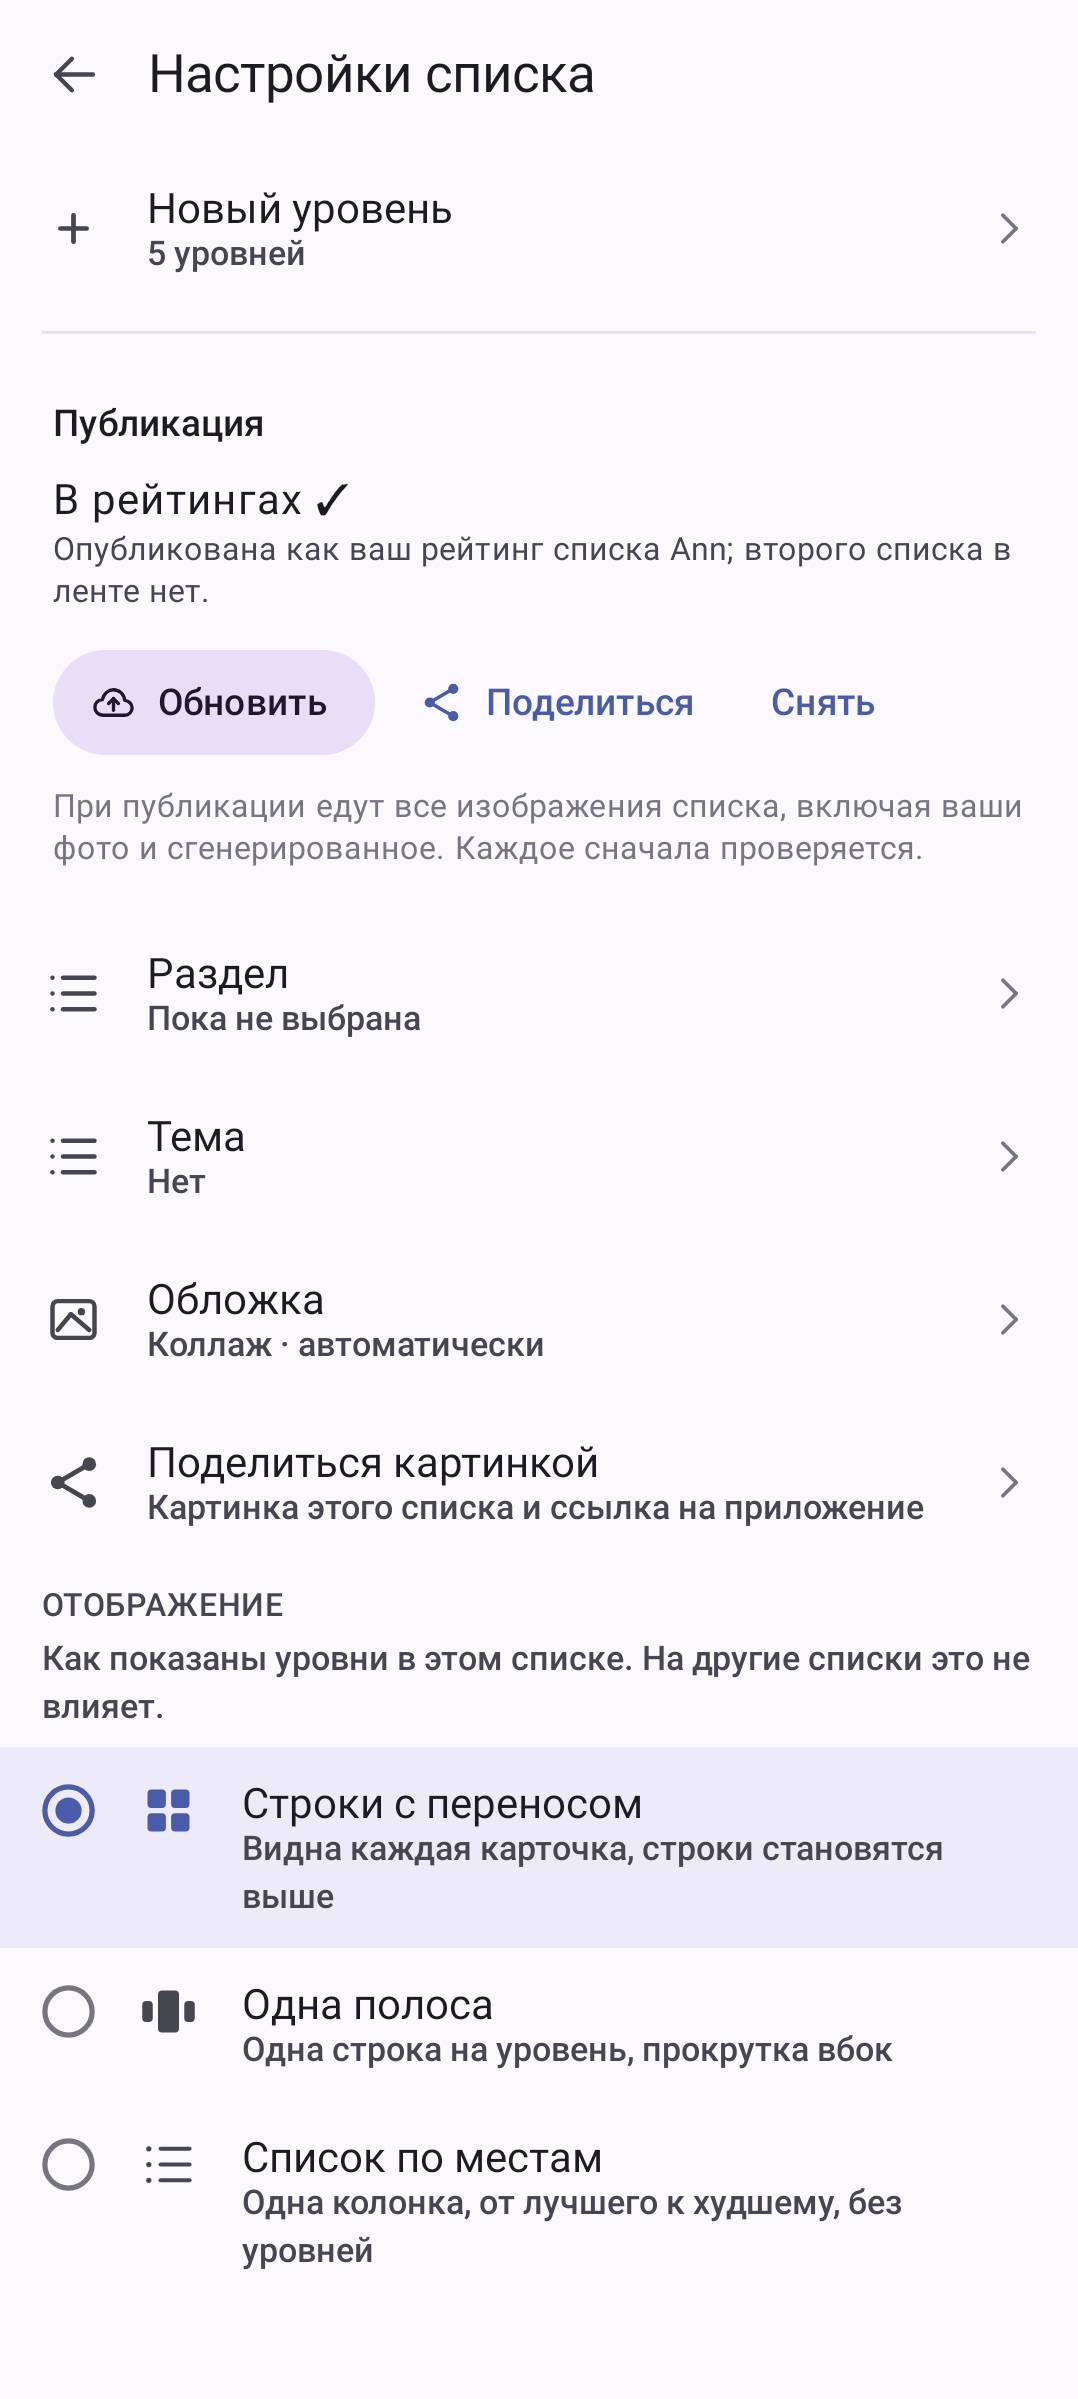 Настройки списка
Новый уровень
5 уровней
Публикация
В рейтингах ✓
Опубликована как ваш рейтинг списка Ann; второго списка в
ленте нет.
Обновить
Поделиться
Снять
При публикации едут все изображения списка, включая ваши
фото и сгенерированное. Каждое сначала проверяется.
Раздел
Пока не выбрана
Тема
Нет
Обложка
Коллаж · автоматически
Поделиться картинкой
Картинка этого списка и ссылка на приложение
ОТОБРАЖЕНИЕ
Как показаны уровни в этом списке. На другие списки это не
влияет.
Строки с переносом
Видна каждая карточка, строки становятся
выше
Одна полоса
Одна строка на уровень, прокрутка вбок
Список по местам
Одна колонка, от лучшего к худшему, без
уровней